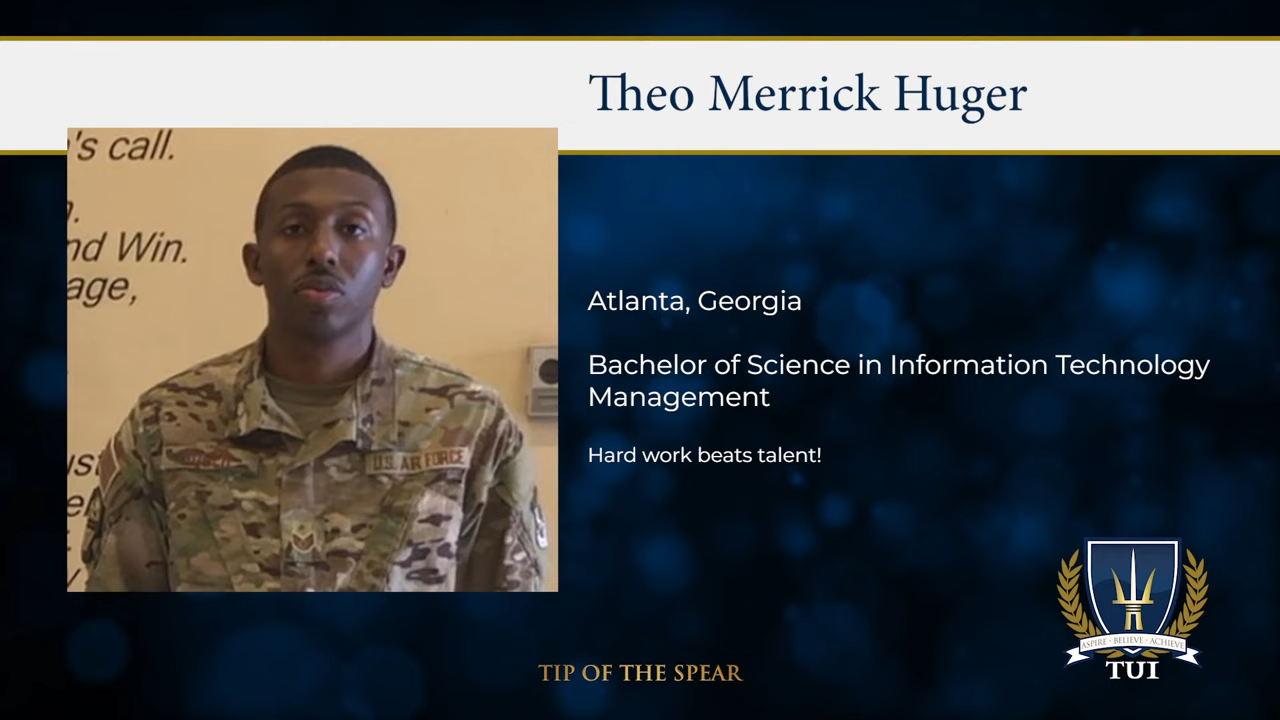 Theo Merrick Huger
's call.
nd Win.
age,
U.S. AIR FORCE
Atlanta, Georgia
Bachelor of Science in Information Technology
Management
Hard work beats talent!
ASPIRE · BELIEVE · ACHIEVE
TUI
TIP OF THE SPEAR